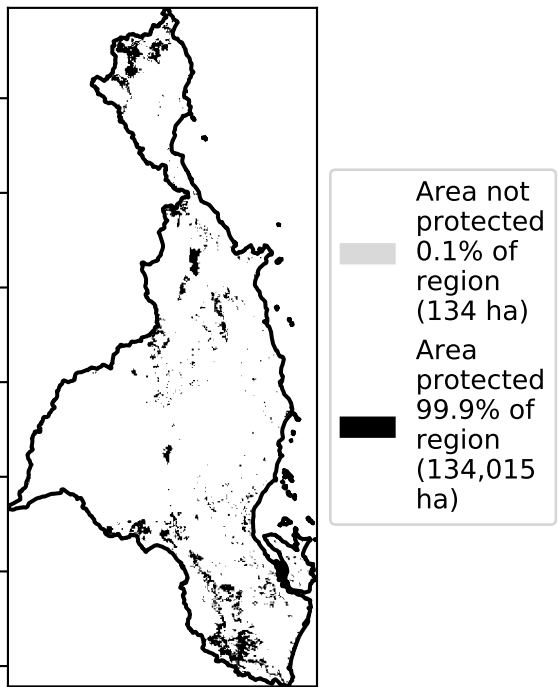 Area not
protected
0.1% of
region
(134 ha)
Area
protected
99.9% of
region
(134,015
ha)